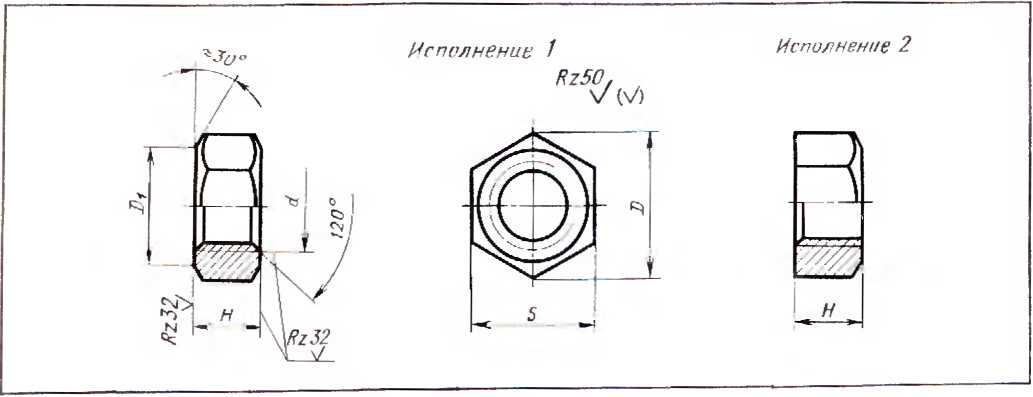 Исполнение 1
Исполнение 2
≈30°
Rz50
(√)
D₁
d
120°
D
Rz32
H
Rz32
S
H